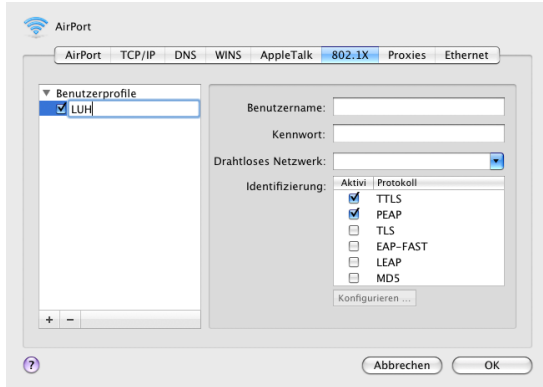 AirPort
AirPort TCP/IP DNS WINS AppleTalk 802.1X Proxies Ethernet
Benutzerprofile
LUH
Benutzername:
Kennwort:
Drahtloses Netzwerk:
Identifizierung:
Aktivi Protokoll
TTLS
PEAP
TLS
EAP-FAST
LEAP
MD5
Konfigurieren ...
+ −
? Abbrechen OK